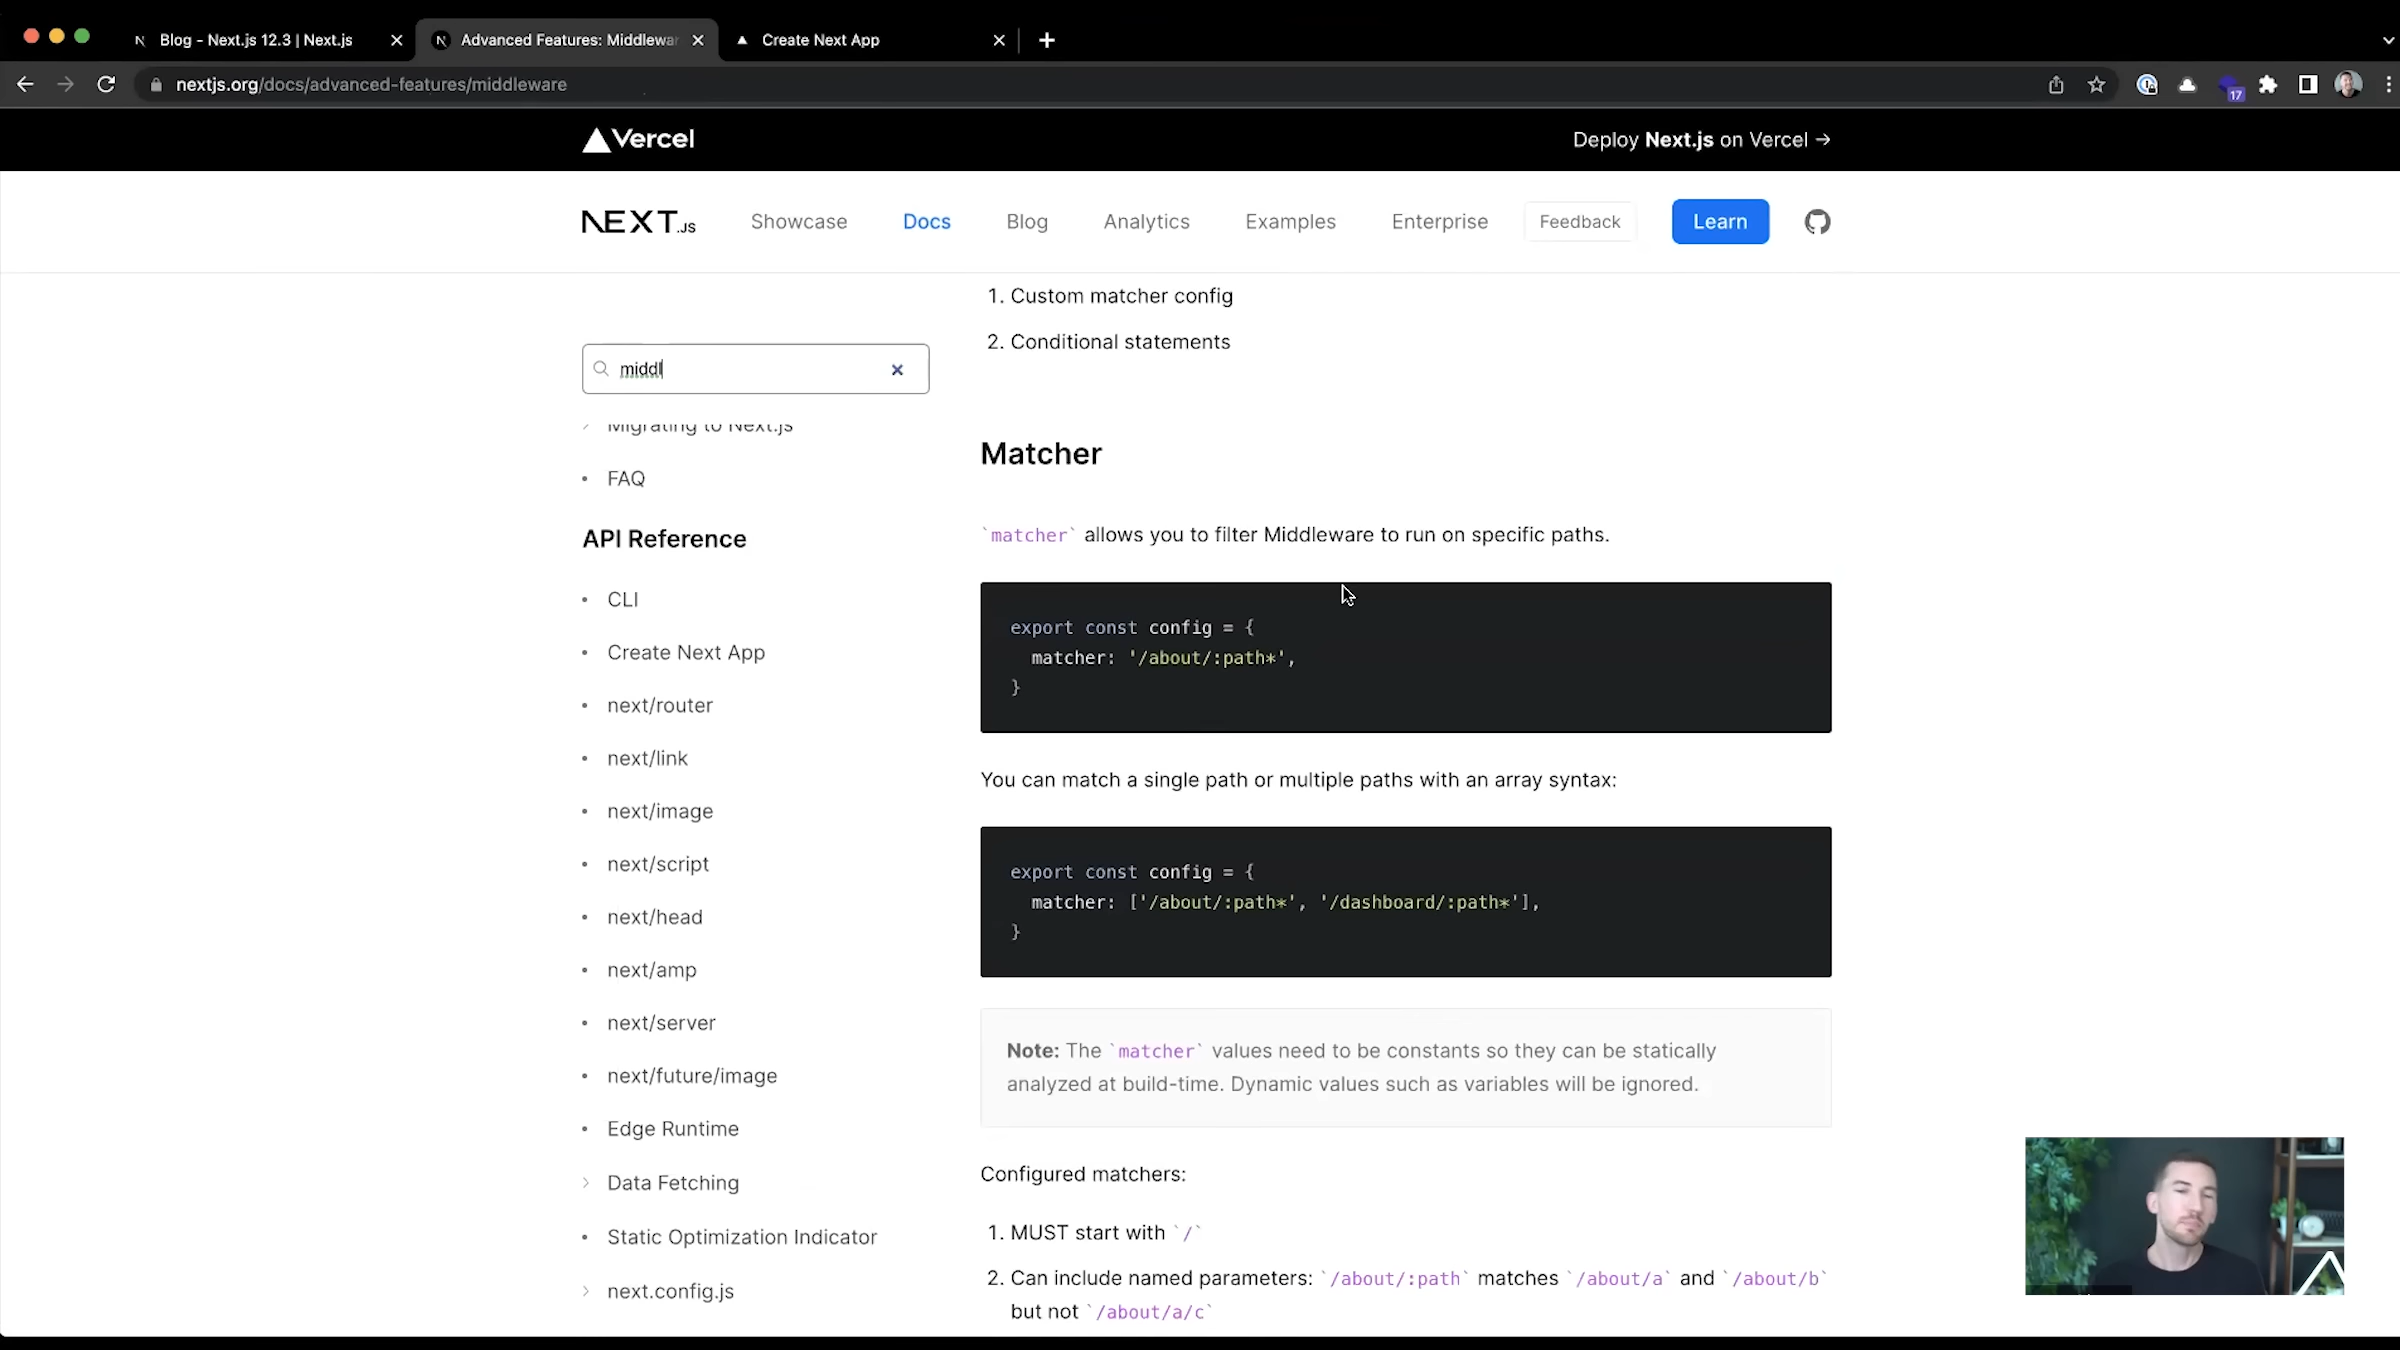 Blog - Next.js 12.3 | Next.js
Advanced Features: Middlewar
Create Next App
nextjs.org/docs/advanced-features/middleware
17
Vercel
Deploy Next.js on Vercel →
NEXT.JS
Showcase
Docs
Blog
Analytics
Examples
Enterprise
Feedback
Learn
middl
Migrating to Next.js
FAQ
API Reference
CLI
Create Next App
next/router
next/link
next/image
next/script
next/head
next/amp
next/server
next/future/image
Edge Runtime
Data Fetching
Static Optimization Indicator
next.config.js
1. Custom matcher config
2. Conditional statements
Matcher
`matcher` allows you to filter Middleware to run on specific paths.
export const config = {
matcher: '/about/:path*',
}
You can match a single path or multiple paths with an array syntax:
export const config = {
matcher: ['/about/:path*', '/dashboard/:path*'],
}
Note: The `matcher` values need to be constants so they can be statically
analyzed at build-time. Dynamic values such as variables will be ignored.
Configured matchers:
1. MUST start with `/`
2. Can include named parameters: `/about/:path` matches `/about/a` and `/about/b`
but not `/about/a/c`